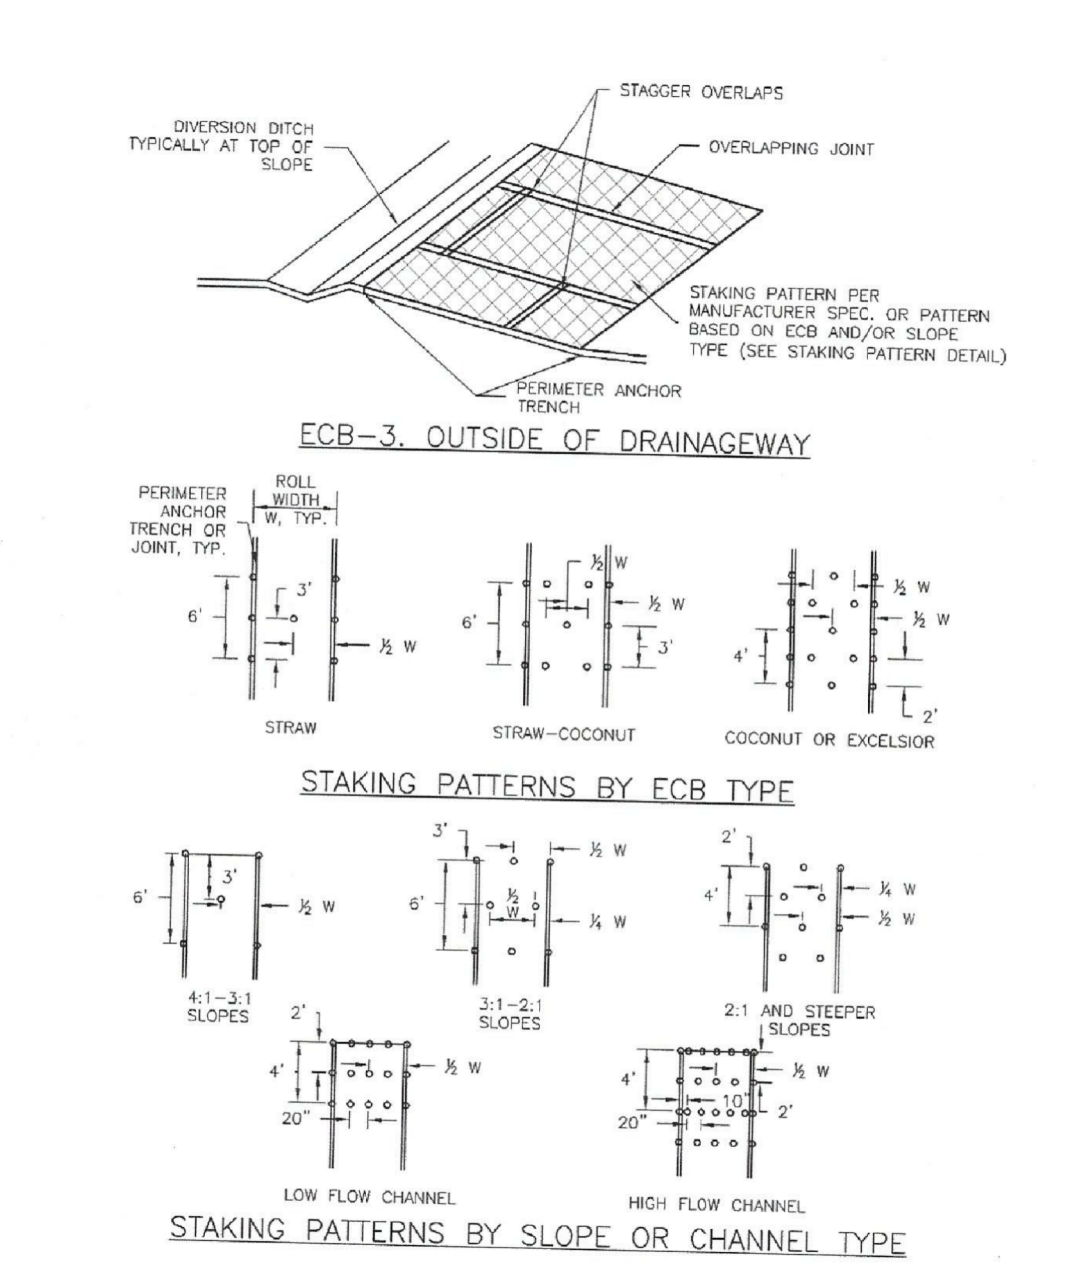 STAGGER OVERLAPS
DIVERSION DITCH
TYPICALLY AT TOP OF
SLOPE
OVERLAPPING JOINT
STAKING PATTERN PER
MANUFACTURER SPEC. OR PATTERN
BASED ON ECB AND/OR SLOPE
TYPE (SEE STAKING PATTERN DETAIL)
PERIMETER ANCHOR
TRENCH
ECB-3. OUTSIDE OF DRAINAGEWAY
PERIMETER
ANCHOR
TRENCH OR
JOINT, TYP.
ROLL
WIDTH
W, TYP.
3'
6'
½ W
STRAW
½ W
½ W
6'
3'
STRAW-COCONUT
½ W
½ W
4'
2'
COCONUT OR EXCELSIOR
STAKING PATTERNS BY ECB TYPE
6'
3'
½ W
4:1-3:1
SLOPES
3'
½ W
6'
½
W
¼ W
3:1-2:1
SLOPES
2'
4'
¼ W
½ W
2:1 AND STEEPER
SLOPES
2'
4'
½ W
20"
LOW FLOW CHANNEL
4'
½ W
10"
2'
20"
HIGH FLOW CHANNEL
STAKING PATTERNS BY SLOPE OR CHANNEL TYPE